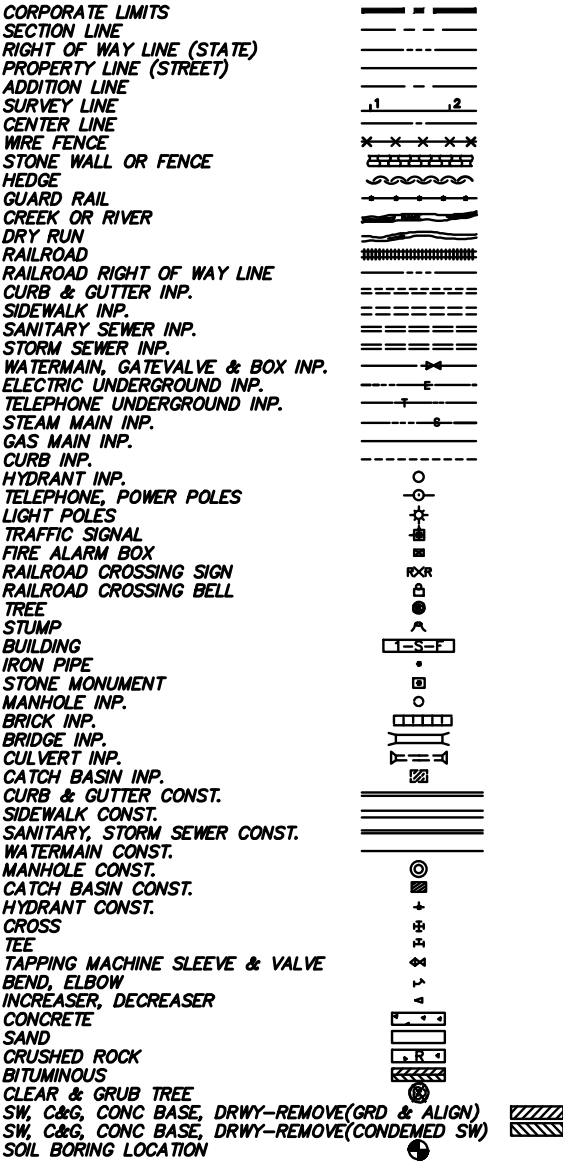 CORPORATE LIMITS
SECTION LINE
RIGHT OF WAY LINE (STATE)
PROPERTY LINE (STREET)
ADDITION LINE
SURVEY LINE 1 2
CENTER LINE
WIRE FENCE
STONE WALL OR FENCE
HEDGE
GUARD RAIL
CREEK OR RIVER
DRY RUN
RAILROAD
RAILROAD RIGHT OF WAY LINE
CURB & GUTTER INP.
SIDEWALK INP.
SANITARY SEWER INP.
STORM SEWER INP.
WATERMAIN, GATEVALVE & BOX INP.
ELECTRIC UNDERGROUND INP. E
TELEPHONE UNDERGROUND INP. T
STEAM MAIN INP. S
GAS MAIN INP.
CURB INP.
HYDRANT INP.
TELEPHONE, POWER POLES
LIGHT POLES
TRAFFIC SIGNAL
FIRE ALARM BOX
RAILROAD CROSSING SIGN RXR
RAILROAD CROSSING BELL
TREE
STUMP
BUILDING 1-S-F
IRON PIPE
STONE MONUMENT
MANHOLE INP.
BRICK INP.
BRIDGE INP.
CULVERT INP.
CATCH BASIN INP.
CURB & GUTTER CONST.
SIDEWALK CONST.
SANITARY, STORM SEWER CONST.
WATERMAIN CONST.
MANHOLE CONST.
CATCH BASIN CONST.
HYDRANT CONST.
CROSS
TEE
TAPPING MACHINE SLEEVE & VALVE
BEND, ELBOW
INCREASER, DECREASER
CONCRETE
SAND
CRUSHED ROCK R
BITUMINOUS
CLEAR & GRUB TREE
SW, C&G, CONC BASE, DRWY-REMOVE(GRD & ALIGN)
SW, C&G, CONC BASE, DRWY-REMOVE(CONDEMED SW)
SOIL BORING LOCATION